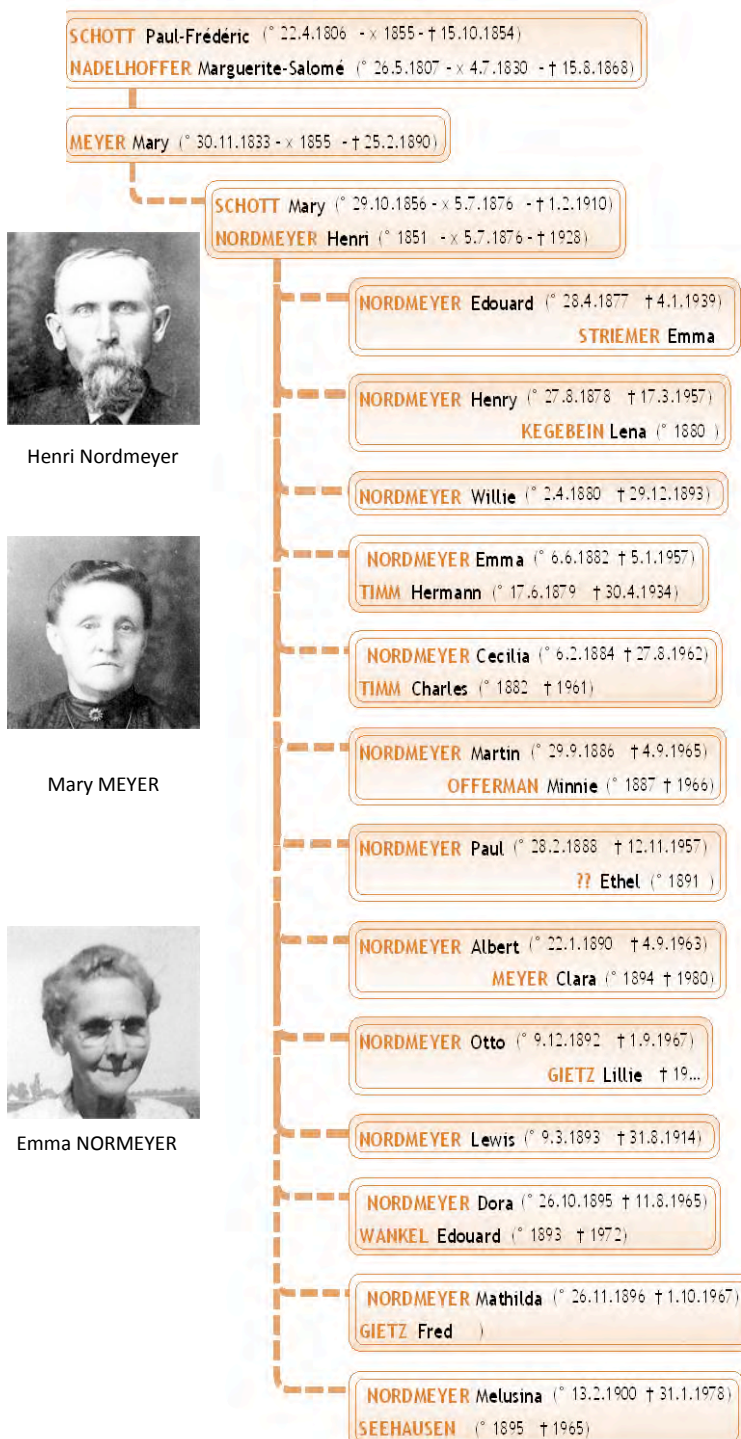 SCHOTT Paul-Frédéric (° 22.4.1806 - x 1855 - † 15.10.1854)
NADELHOFFER Marguerite-Salomé (° 26.5.1807 - x 4.7.1830 - † 15.8.1868)
MEYER Mary (° 30.11.1833 - x 1855 - † 25.2.1890)
SCHOTT Mary (° 29.10.1856 - x 5.7.1876 - † 1.2.1910)
NORDMEYER Henri (° 1851 - x 5.7.1876 - † 1928)
Henri Nordmeyer
Mary MEYER
Emma NORMEYER
NORDMEYER Edouard (° 28.4.1877 † 4.1.1939)
STRIEMER Emma
NORDMEYER Henry (° 27.8.1878 † 17.3.1957)
KEGEBEIN Lena (° 1880 )
NORDMEYER Willie (° 2.4.1880 † 29.12.1893)
NORDMEYER Emma (° 6.6.1882 † 5.1.1957)
TIMM Hermann (° 17.6.1879 † 30.4.1934)
NORDMEYER Cecilia (° 6.2.1884 † 27.8.1962)
TIMM Charles (° 1882 † 1961)
NORDMEYER Martin (° 29.9.1886 † 4.9.1965)
OFFERMAN Minnie (° 1887 † 1966)
NORDMEYER Paul (° 28.2.1888 † 12.11.1957)
?? Ethel (° 1891 )
NORDMEYER Albert (° 22.1.1890 † 4.9.1963)
MEYER Clara (° 1894 † 1980)
NORDMEYER Otto (° 9.12.1892 † 1.9.1967)
GIETZ Lillie † 19...
NORDMEYER Lewis (° 9.3.1893 † 31.8.1914)
NORDMEYER Dora (° 26.10.1895 † 11.8.1965)
WANKEL Edouard (° 1893 † 1972)
NORDMEYER Mathilda (° 26.11.1896 † 1.10.1967)
GIETZ Fred )
NORDMEYER Melusina (° 13.2.1900 † 31.1.1978)
SEEHAUSEN (° 1895 † 1965)